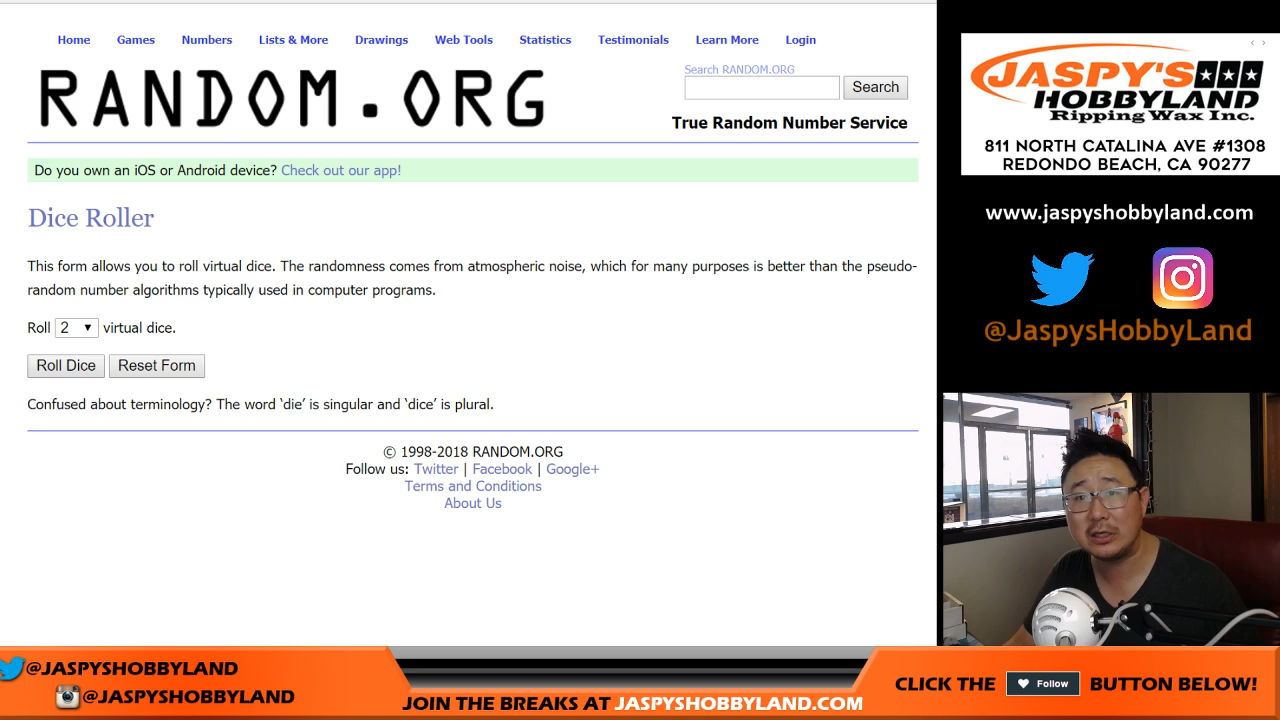 Home Games Numbers Lists & More Drawings Web Tools Statistics Testimonials Learn More Login
RANDOM.ORG
Search RANDOM.ORG
Search
True Random Number Service
Do you own an iOS or Android device? Check out our app!
Dice Roller
This form allows you to roll virtual dice. The randomness comes from atmospheric noise, which for many purposes is better than the pseudo-
random number algorithms typically used in computer programs.
Roll 2 virtual dice.
Roll Dice Reset Form
Confused about terminology? The word ‘die’ is singular and ‘dice’ is plural.
© 1998-2018 RANDOM.ORG
Follow us: Twitter | Facebook | Google+
Terms and Conditions
About Us
JASPY'S
HOBBYLAND
Ripping Wax Inc.
811 NORTH CATALINA AVE #1308
REDONDO BEACH, CA 90277
www.jaspyshobbyland.com
@JaspysHobbyLand
@JASPYSHOBBYLAND
@JASPYSHOBBYLAND
JOIN THE BREAKS AT JASPYSHOBBYLAND.COM
CLICK THE Follow BUTTON BELOW!